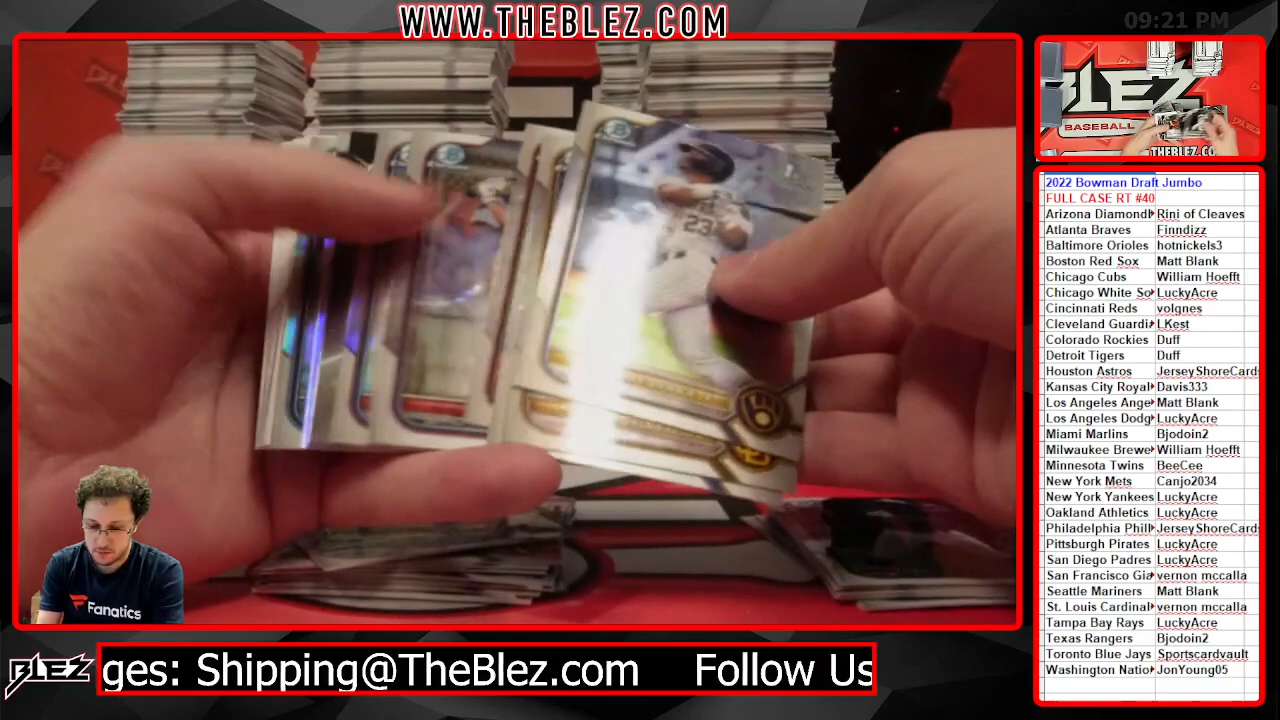 WWW.THEBLEZ.COM
09:21 PM
BLEZ
BASEBALL
THEBLEZ.COM
23
2022 Bowman Draft Jumbo
FULL CASE RT #40
Arizona Diamond Rini of Cleaves
Atlanta Braves Finndizz
Baltimore Orioles hotnickels3
Boston Red Sox Matt Blank
Chicago Cubs William Hoefft
Chicago White So LuckyAcre
Cincinnati Reds volgnes
Cleveland Guardi LKest
Colorado Rockies Duff
Detroit Tigers Duff
Houston Astros JerseyShoreCards
Kansas City Royal Davis333
Los Angeles Ange Matt Blank
Los Angeles Dodg LuckyAcre
Miami Marlins Bjodoin2
Milwaukee Brewe William Hoefft
Minnesota Twins BeeCee
New York Mets Canjo2034
New York Yankees LuckyAcre
Oakland Athletics LuckyAcre
Philadelphia Phill JerseyShoreCards
Pittsburgh Pirates LuckyAcre
San Diego Padres LuckyAcre
San Francisco Gia vernon mccalla
Seattle Mariners Matt Blank
St. Louis Cardinal vernon mccalla
Tampa Bay Rays LuckyAcre
Texas Rangers Bjodoin2
Toronto Blue Jays Sportscardvault
Washington Natio JonYoung05
Fanatics
BLEZ
ges: Shipping@TheBlez.com Follow Us